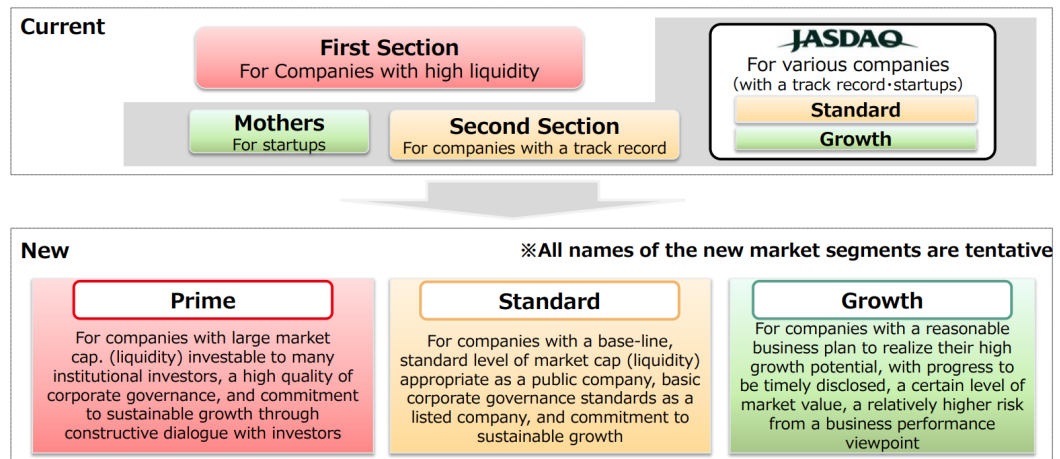 Current
First Section
For Companies with high liquidity
Mothers
For startups
Second Section
For companies with a track record
JASDAQ
For various companies
(with a track record・startups)
Standard
Growth
New
※All names of the new market segments are tentative
Prime
For companies with large market
cap. (liquidity) investable to many
institutional investors, a high quality of
corporate governance, and commitment
to sustainable growth through
constructive dialogue with investors
Standard
For companies with a base-line,
standard level of market cap (liquidity)
appropriate as a public company, basic
corporate governance standards as a
listed company, and commitment to
sustainable growth
Growth
For companies with a reasonable
business plan to realize their high
growth potential, with progress to
be timely disclosed, a certain level of
market value, a relatively higher risk
from a business performance
viewpoint